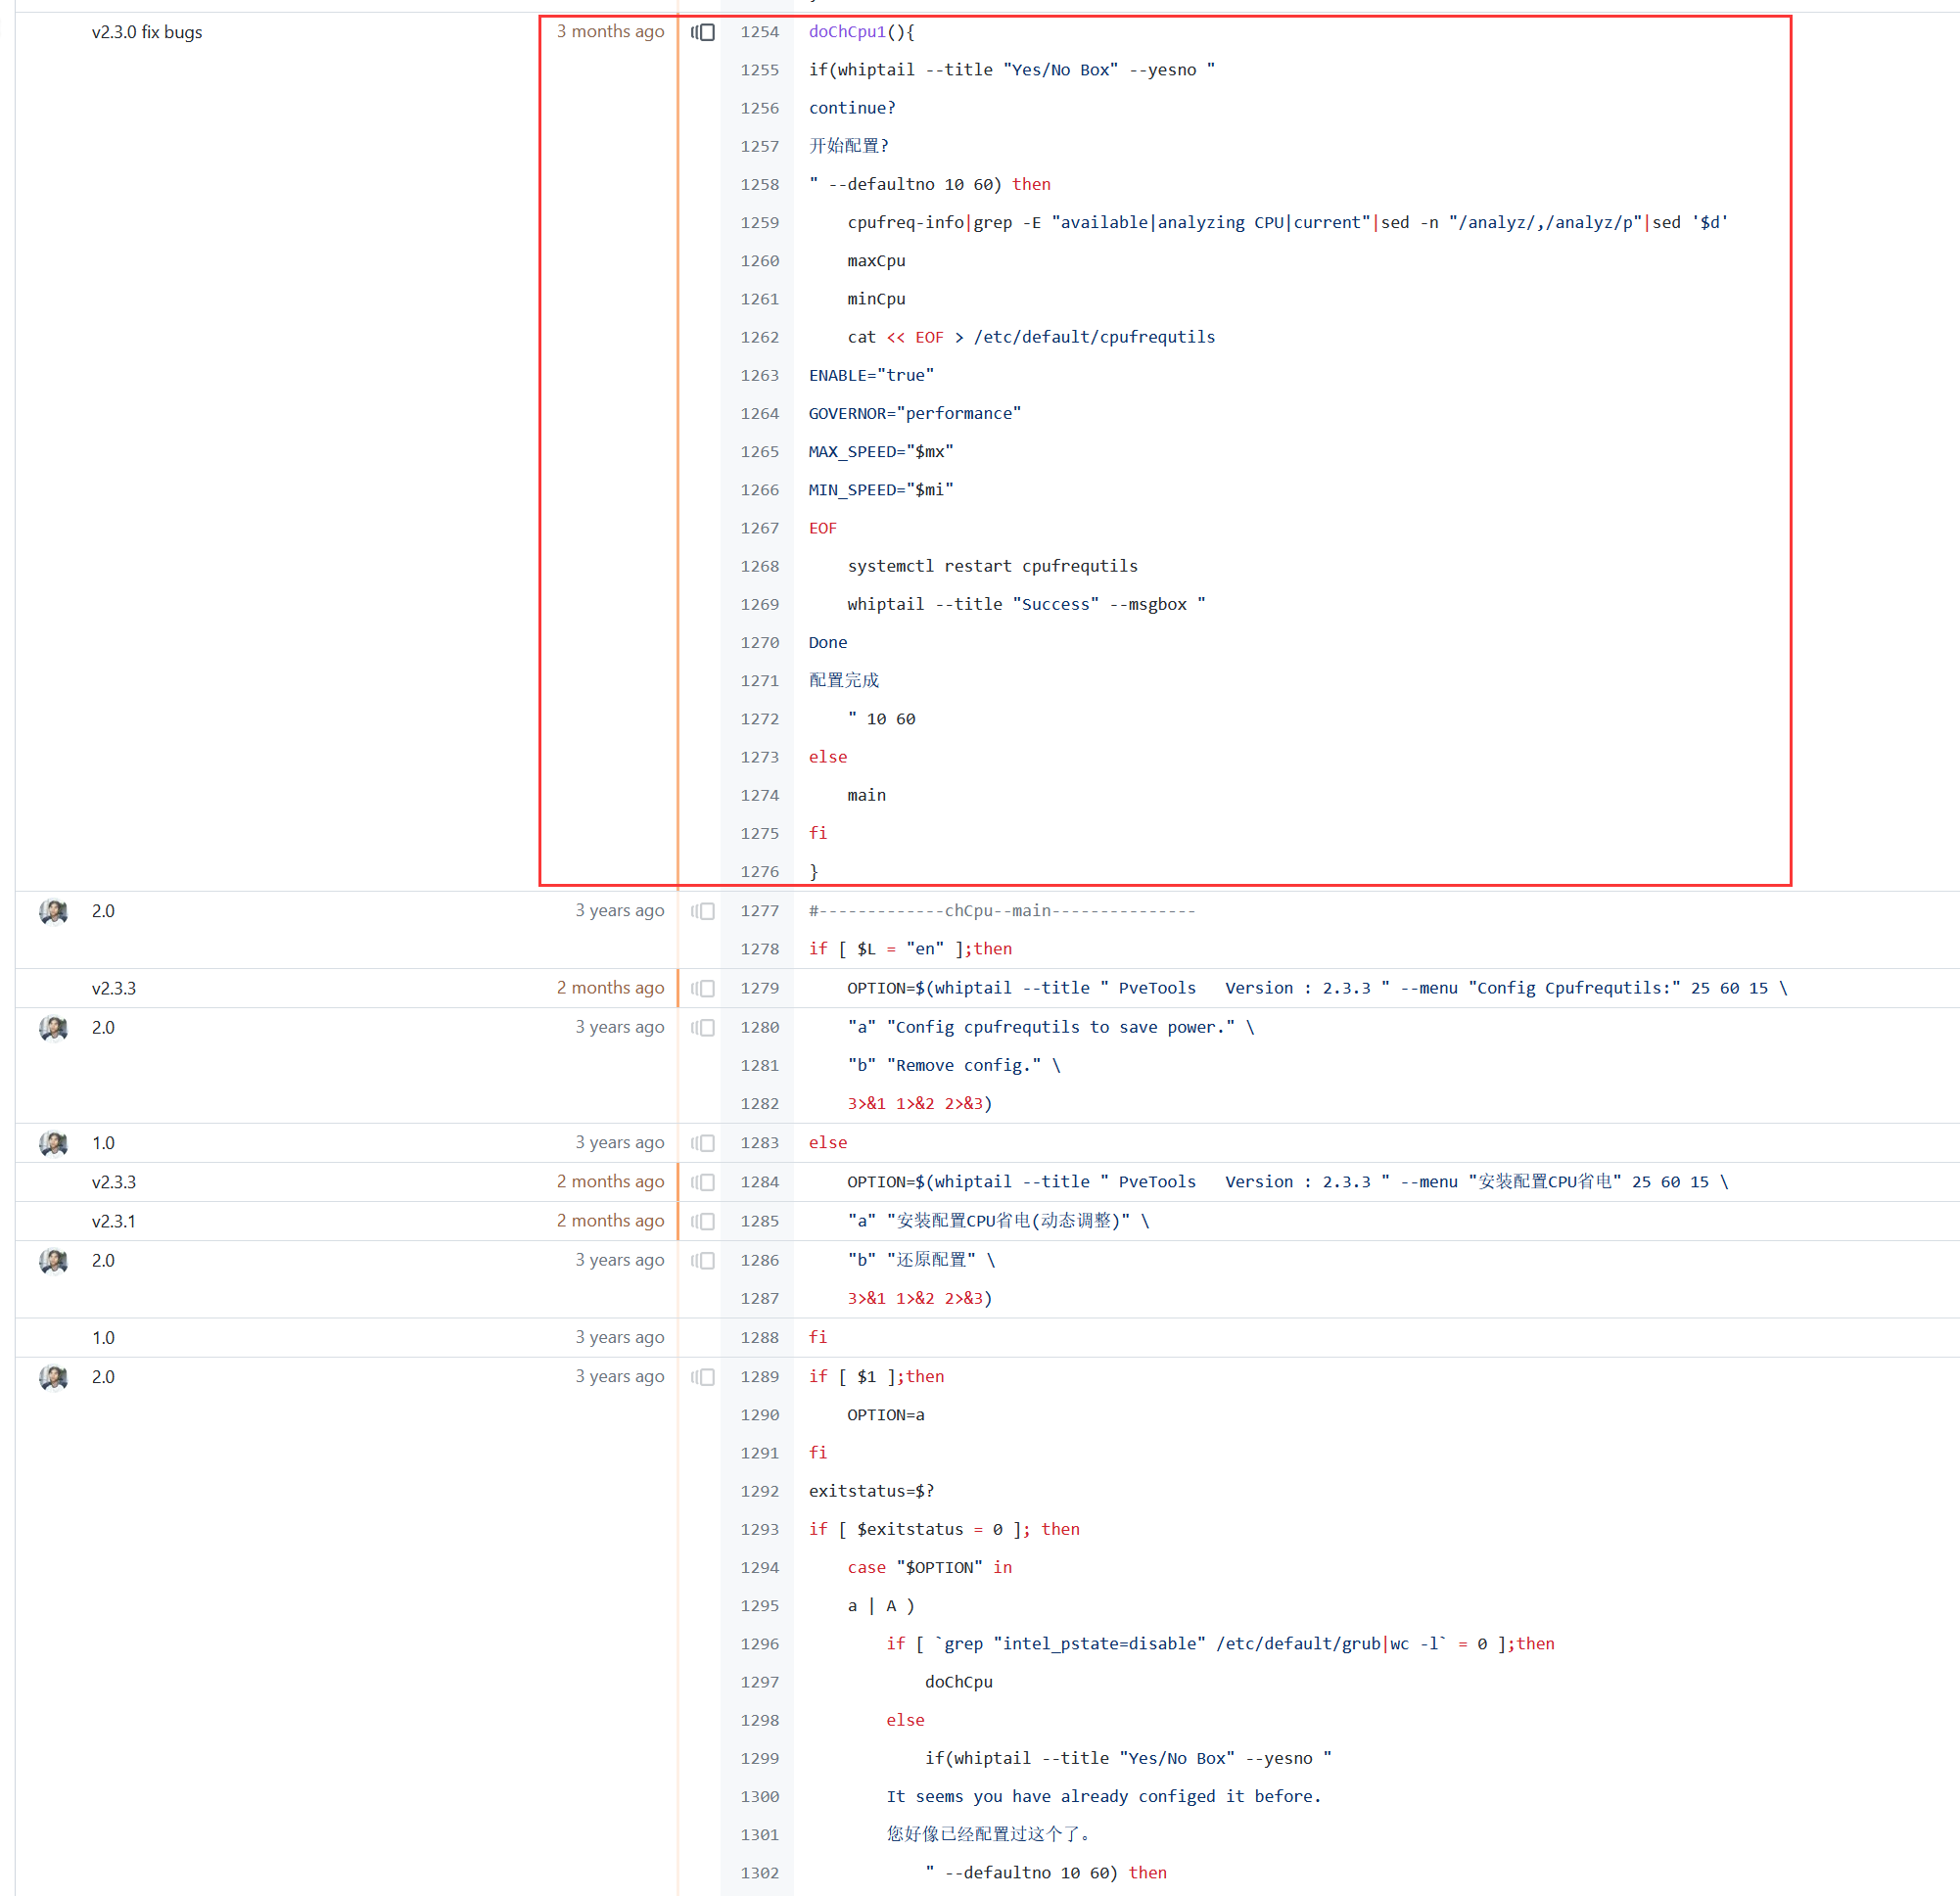 v2.3.0 fix bugs 3 months ago 1254 doChCpu1(){
1255 if(whiptail --title "Yes/No Box" --yesno "
1256 continue?
1257 开始配置?
1258 " --defaultno 10 60) then
1259 cpufreq-info|grep -E "available|analyzing CPU|current"|sed -n "/analyz/,/analyz/p"|sed '$d'
1260 maxCpu
1261 minCpu
1262 cat << EOF > /etc/default/cpufrequtils
1263 ENABLE="true"
1264 GOVERNOR="performance"
1265 MAX_SPEED="$mx"
1266 MIN_SPEED="$mi"
1267 EOF
1268 systemctl restart cpufrequtils
1269 whiptail --title "Success" --msgbox "
1270 Done
1271 配置完成
1272 " 10 60
1273 else
1274 main
1275 fi
1276 }
2.0 3 years ago 1277 #-------------chCpu--main---------------
1278 if [ $L = "en" ];then
v2.3.3 2 months ago 1279 OPTION=$(whiptail --title " PveTools   Version : 2.3.3 " --menu "Config Cpufrequtils:" 25 60 15 \
2.0 3 years ago 1280 "a" "Config cpufrequtils to save power." \
1281 "b" "Remove config." \
1282 3>&1 1>&2 2>&3)
1.0 3 years ago 1283 else
v2.3.3 2 months ago 1284 OPTION=$(whiptail --title " PveTools   Version : 2.3.3 " --menu "安装配置CPU省电" 25 60 15 \
v2.3.1 2 months ago 1285 "a" "安装配置CPU省电(动态调整)" \
2.0 3 years ago 1286 "b" "还原配置" \
1287 3>&1 1>&2 2>&3)
1.0 3 years ago 1288 fi
2.0 3 years ago 1289 if [ $1 ];then
1290 OPTION=a
1291 fi
1292 exitstatus=$?
1293 if [ $exitstatus = 0 ]; then
1294 case "$OPTION" in
1295 a | A )
1296 if [ `grep "intel_pstate=disable" /etc/default/grub|wc -l` = 0 ];then
1297 doChCpu
1298 else
1299 if(whiptail --title "Yes/No Box" --yesno "
1300 It seems you have already configed it before.
1301 您好像已经配置过这个了。
1302 " --defaultno 10 60) then